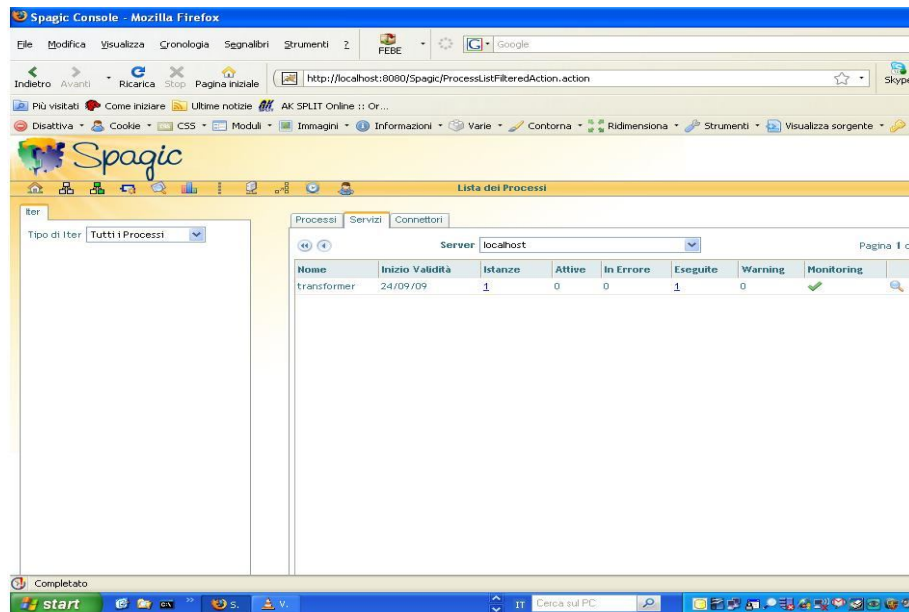 Spagic Console - Mozilla Firefox
File Modifica Visualizza Cronologia Segnalibri Strumenti ? FEBE G Google
Indietro Avanti Ricarica Stop Pagina iniziale http://localhost:8080/Spagic/ProcessListFilteredAction.action Skype
Più visitati Come iniziare Ultime notizie AK SPLIT Online :: Or...
Disattiva Cookie CSS Moduli Immagini Informazioni Varie Contorna Ridimensiona Strumenti Visualizza sorgente
Spagic
Lista dei Processi
Iter
Tipo di Iter Tutti i Processi
Processi Servizi Connettori
Server localhost Pagina 1
Nome Inizio Validità Istanze Attive In Errore Eseguite Warning Monitoring
transformer 24/09/09 1 0 0 1 0
Completato
start S. V. IT Cerca sul PC